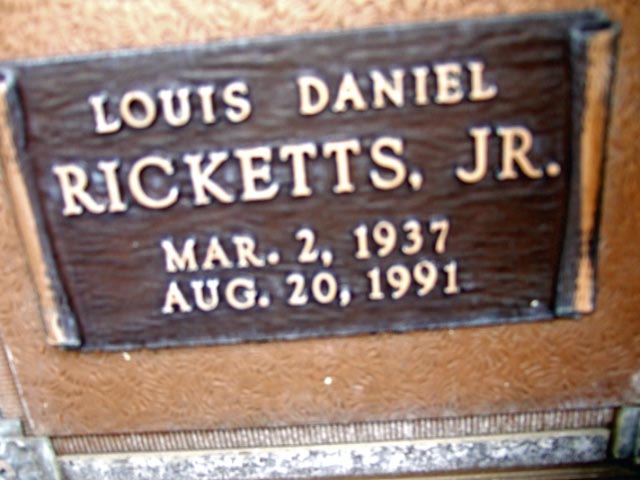 LOUIS DANIEL
RICKETTS, JR.
MAR. 2, 1937
AUG. 20, 1991